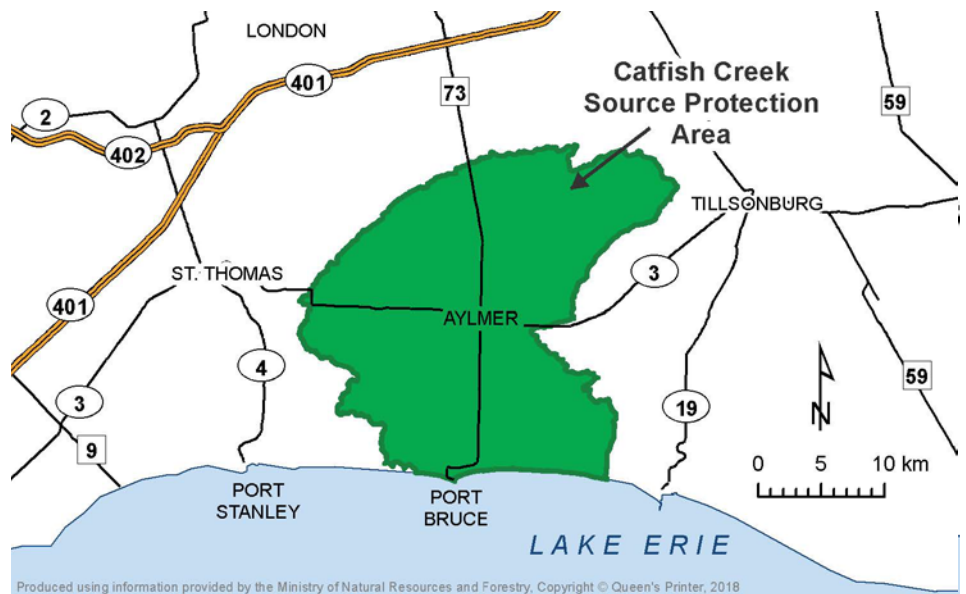 LONDON
401
73
Catfish Creek
Source Protection
Area
59
2
402
TILLSONBURG
ST. THOMAS
3
401
AYLMER
4
3
19
59
N
9
0 5 10 km
PORT
STANLEY
PORT
BRUCE
LAKE ERIE
Produced using information provided by the Ministry of Natural Resources and Forestry, Copyright © Queen's Printer, 2018